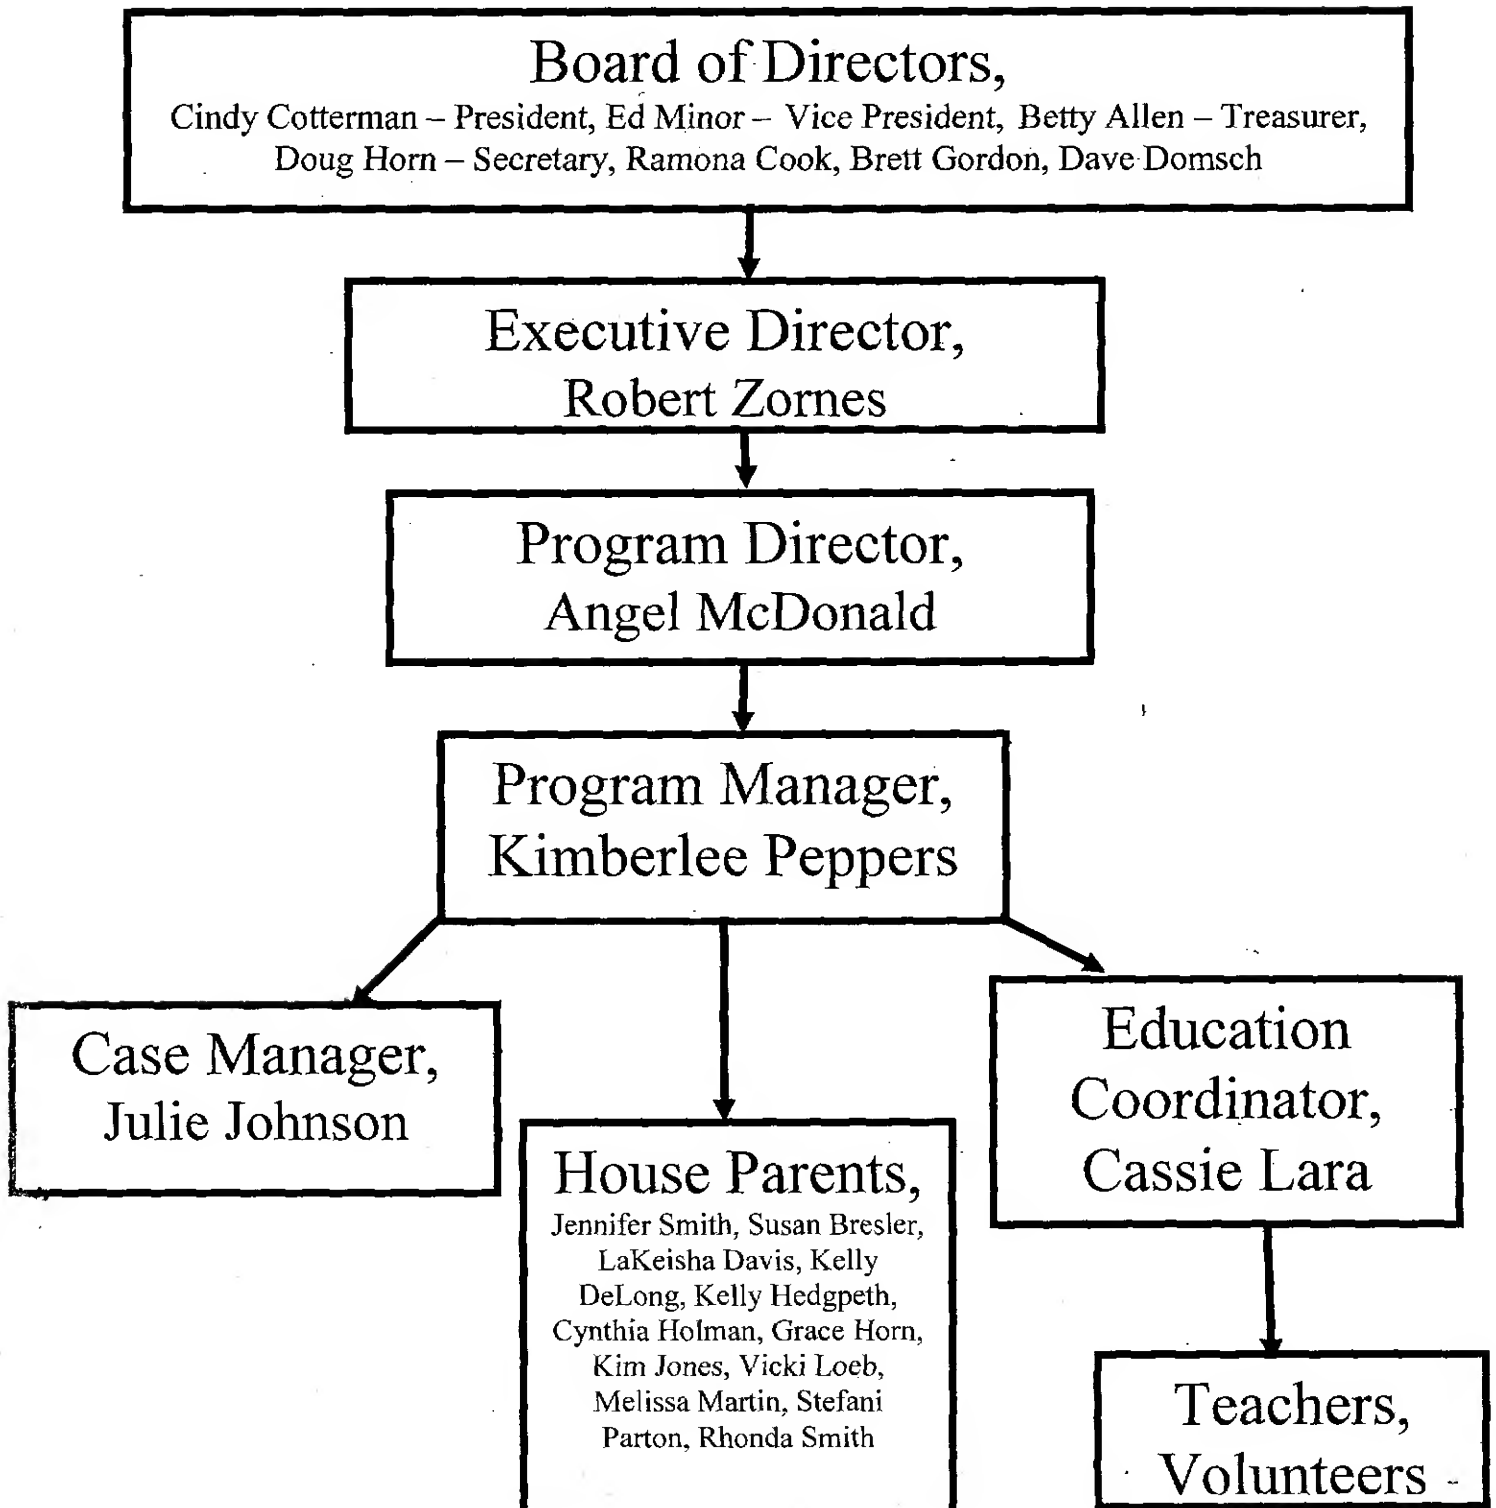 Board of Directors,
Cindy Cotterman – President, Ed Minor – Vice President, Betty Allen – Treasurer,
Doug Horn – Secretary, Ramona Cook, Brett Gordon, Dave Domsch
Executive Director,
Robert Zornes
Program Director,
Angel McDonald
Program Manager,
Kimberlee Peppers
Case Manager,
Julie Johnson
House Parents,
Jennifer Smith, Susan Bresler,
LaKeisha Davis, Kelly
DeLong, Kelly Hedgpeth,
Cynthia Holman, Grace Horn,
Kim Jones, Vicki Loeb,
Melissa Martin, Stefani
Parton, Rhonda Smith
Education
Coordinator,
Cassie Lara
Teachers,
Volunteers